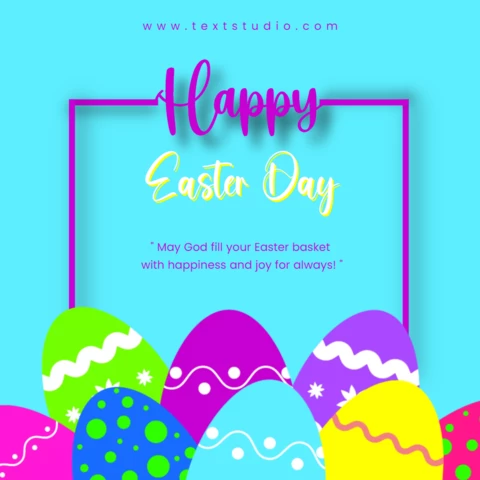 www.textstudio.com
Happy
Easter Day
" May God fill your Easter basket
with happiness and joy for always! "